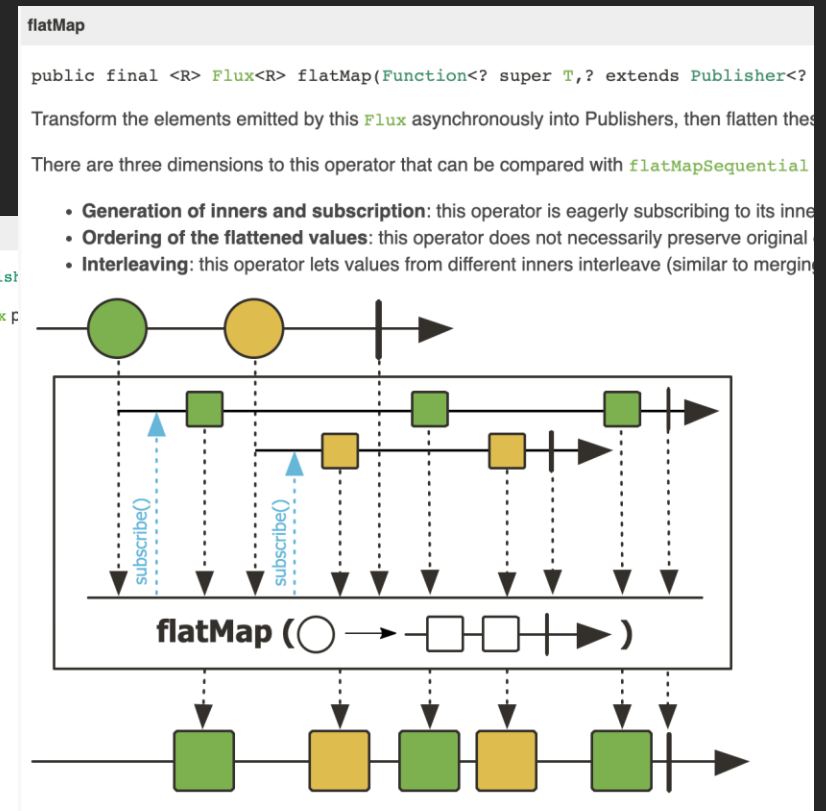 flatMap
public final <R> Flux<R> flatMap(Function<? super T,? extends Publisher<?
Transform the elements emitted by this Flux asynchronously into Publishers, then flatten
There are three dimensions to this operator that can be compared with flatMapSequential
• Generation of inners and subscription: this operator is eagerly subscribing to its
• Ordering of the flattened values: this operator does not necessarily preserve original
• Interleaving: this operator lets values from different inners interleave (similar to
subscribe()
subscribe()
flatMap ( )